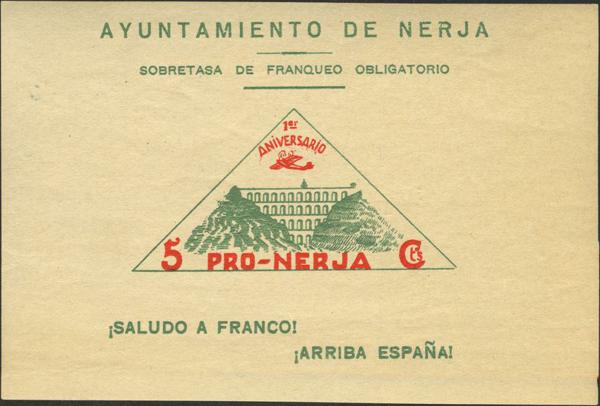 AYUNTAMIENTO DE NERJA
SOBRETASA DE FRANQUEO OBLIGATORIO
1er
ANIVERSARIO
5 PRO-NERJA Cts
¡SALUDO A FRANCO!
¡ARRIBA ESPAÑA!